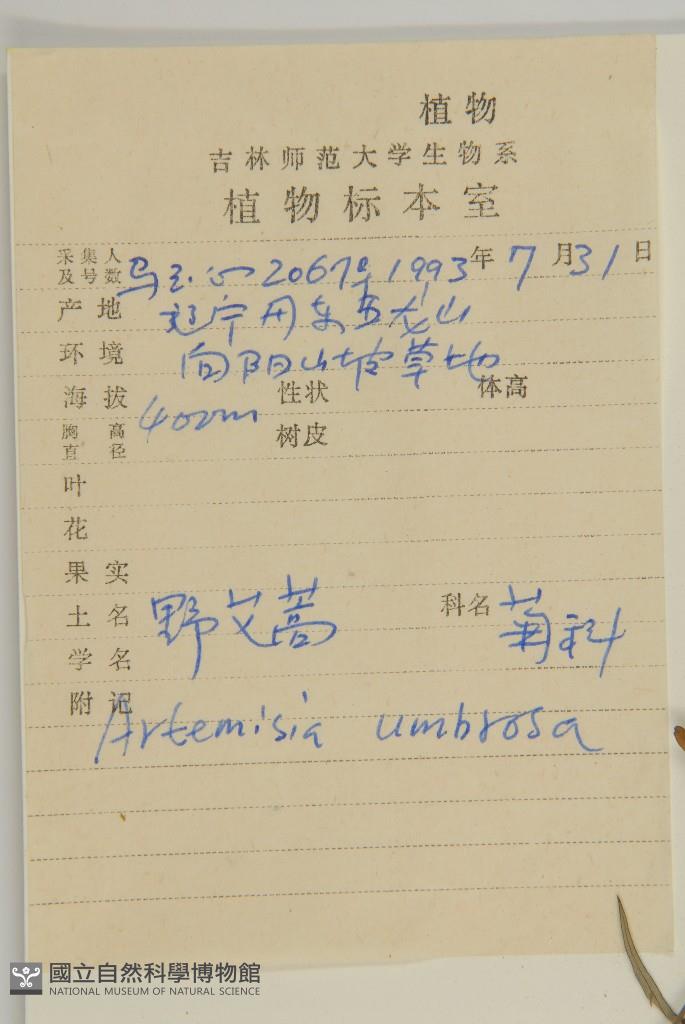 植物
吉林师范大学生物系
植物标本室
采集人及号数 马玉心 2067号 1993年7月31日
产地 辽宁丹东五龙山
环境 向阳山坡草地
海拔 400m 性状 体高
胸高直径 树皮
叶
花
果实
土名 野艾蒿 科名 菊科
学名
附记 Artemisia umbrosa
國立自然科學博物館
NATIONAL MUSEUM OF NATURAL SCIENCE